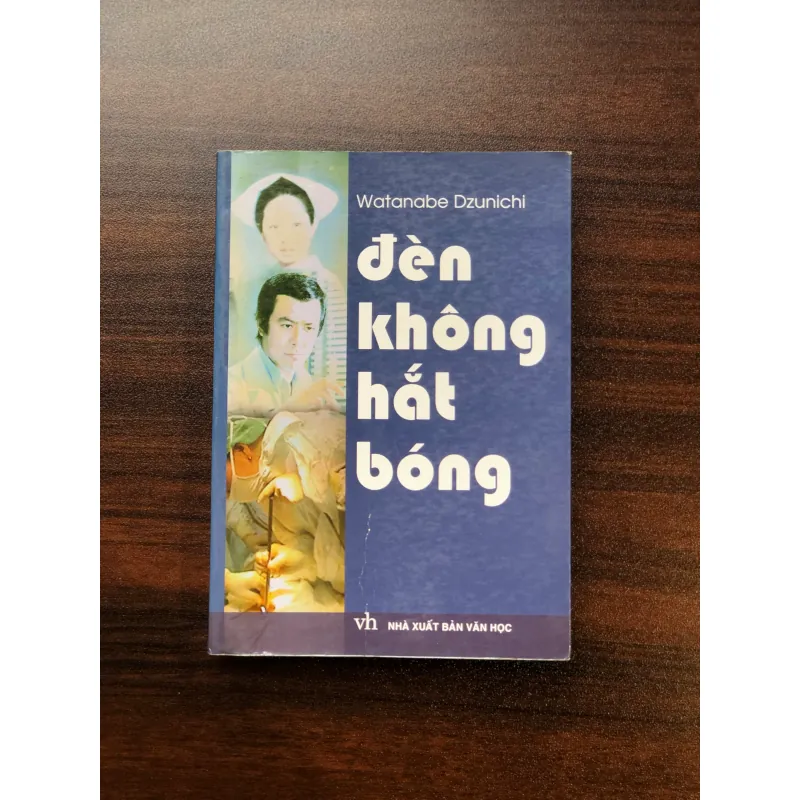 Watanabe Dzunichi
đèn
không
hắt
bóng
vh NHÀ XUẤT BẢN VĂN HỌC